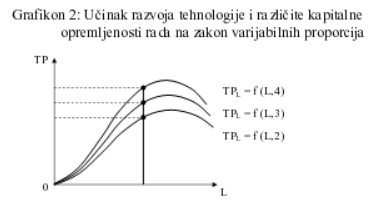 Grafikon 2: Učinak razvoja tehnologije i različite kapitalne
opremljenosti rada na zakon varijabilnih proporcija
TP
TPL = f (L,4)
TPL = f (L,3)
TPL = f (L,2)
0
L